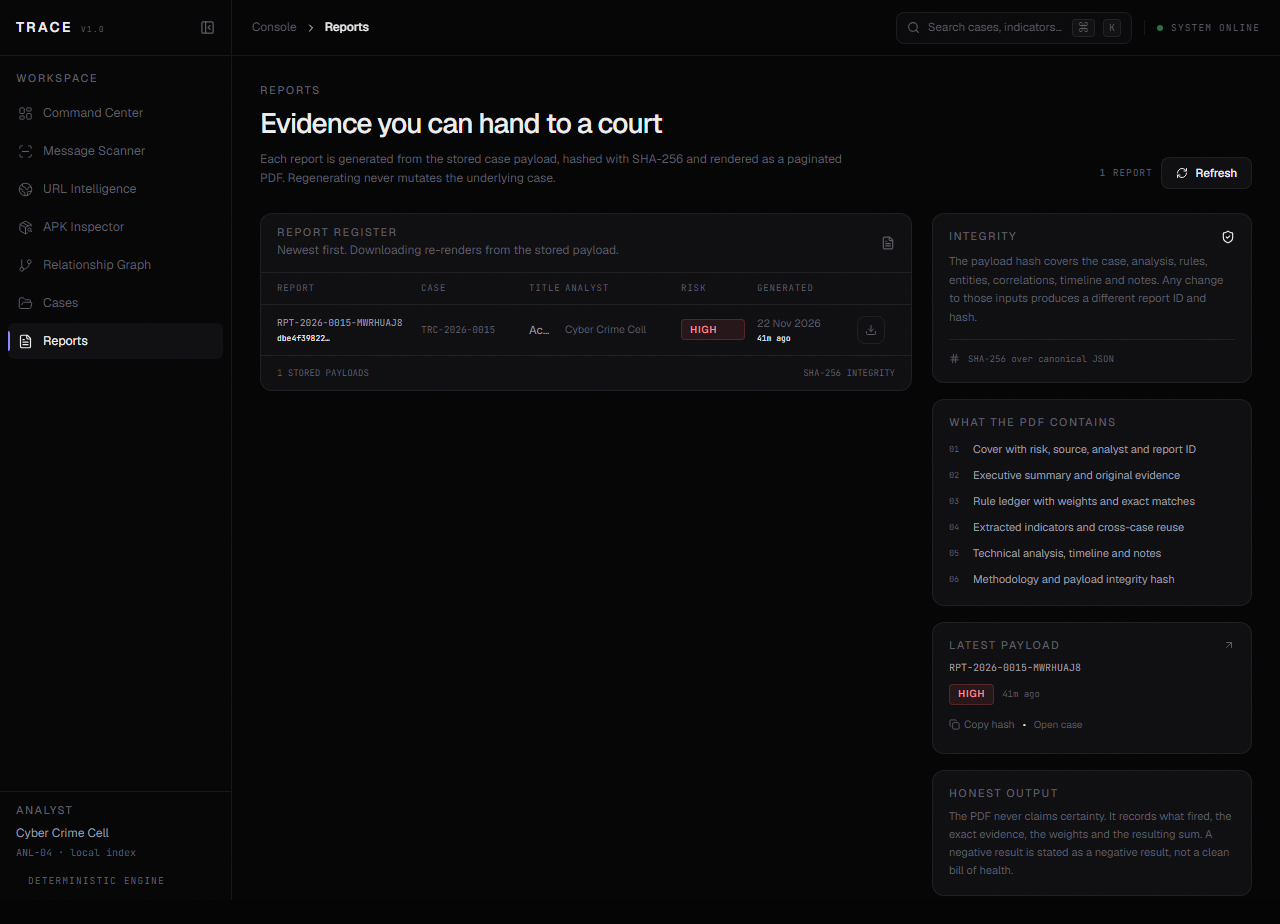 TRACE V1.0
Console > Reports
Search cases, indicators… ⌘ K
SYSTEM ONLINE
WORKSPACE
Command Center
Message Scanner
URL Intelligence
APK Inspector
Relationship Graph
Cases
Reports
ANALYST
Cyber Crime Cell
ANL-04 · local index
DETERMINISTIC ENGINE
REPORTS
Evidence you can hand to a court
Each report is generated from the stored case payload, hashed with SHA-256 and rendered as a paginated
PDF. Regenerating never mutates the underlying case.
1 REPORT
Refresh
REPORT REGISTER
Newest first. Downloading re-renders from the stored payload.
REPORT CASE TITLE ANALYST RISK GENERATED
RPT-2026-0015-MWRHUAJ8 TRC-2026-0015 Ac… Cyber Crime Cell HIGH 22 Nov 2026
dbe4f39822… 41m ago
1 STORED PAYLOADS SHA-256 INTEGRITY
INTEGRITY
The payload hash covers the case, analysis, rules,
entities, correlations, timeline and notes. Any change
to those inputs produces a different report ID and
hash.
# SHA-256 over canonical JSON
WHAT THE PDF CONTAINS
01 Cover with risk, source, analyst and report ID
02 Executive summary and original evidence
03 Rule ledger with weights and exact matches
04 Extracted indicators and cross-case reuse
05 Technical analysis, timeline and notes
06 Methodology and payload integrity hash
LATEST PAYLOAD
RPT-2026-0015-MWRHUAJ8
HIGH 41m ago
Copy hash • Open case
HONEST OUTPUT
The PDF never claims certainty. It records what fired, the
exact evidence, the weights and the resulting sum. A
negative result is stated as a negative result, not a clean
bill of health.